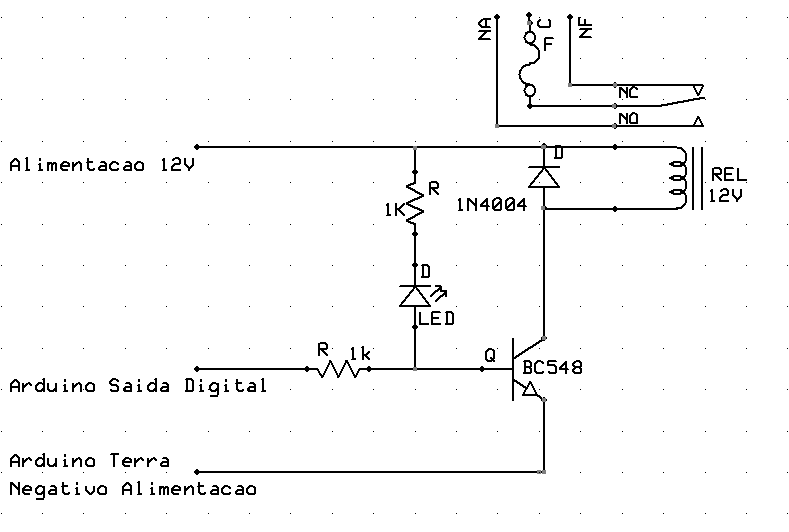 NA
C
NF
F
NC
NO
Alimentacao 12V
D
1N4004
REL
12V
R
1K
D
LED
R
1k
Q
BC548
Arduino Saida Digital
Arduino Terra
Negativo Alimentacao